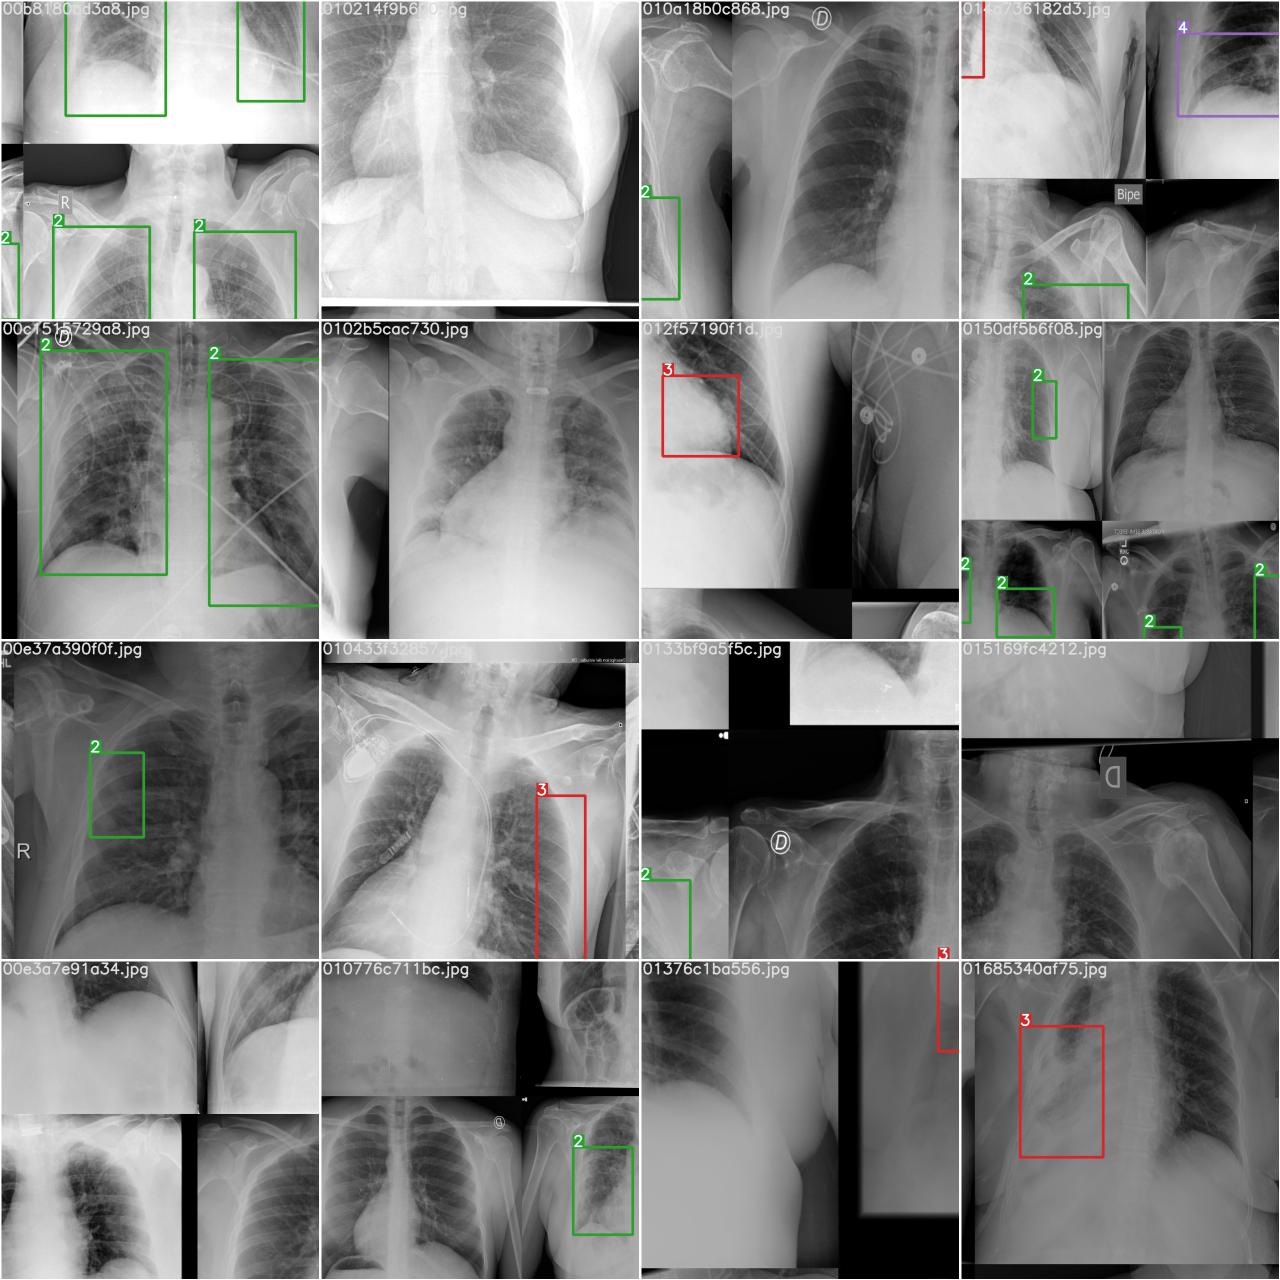 00b8180bd3a8.jpg
2
2
2
R
010214f9b6
010a18b0c868.jpg
D
2
014a736182d3.jpg
4
Bipe
2
00c1515729a8.jpg
D
2
2
0102b5cac730.jpg
012f57190f1d.jpg
3
0150df5b6f08.jpg
2
2
2
2
2
00e37a390f0f.jpg
2
R
010433f32857.jpg
3
0133bf9a5f5c.jpg
D
2
015169fc4212.jpg
D
00e3a7e91a34.jpg
010776c711bc.jpg
2
01376c1ba556.jpg
3
01685340af75.jpg
3